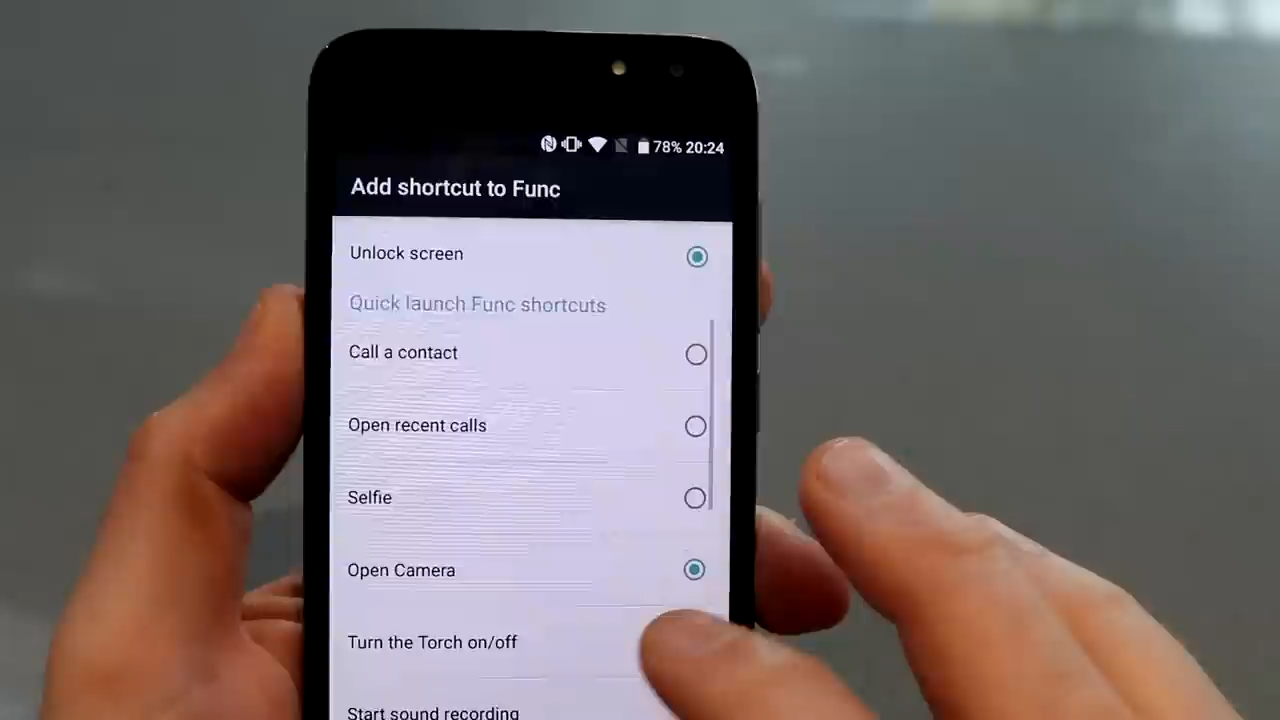 78% 20:24
Add shortcut to Func
Unlock screen
Quick launch Func shortcuts
Call a contact
Open recent calls
Selfie
Open Camera
Turn the Torch on/off
Start sound recording